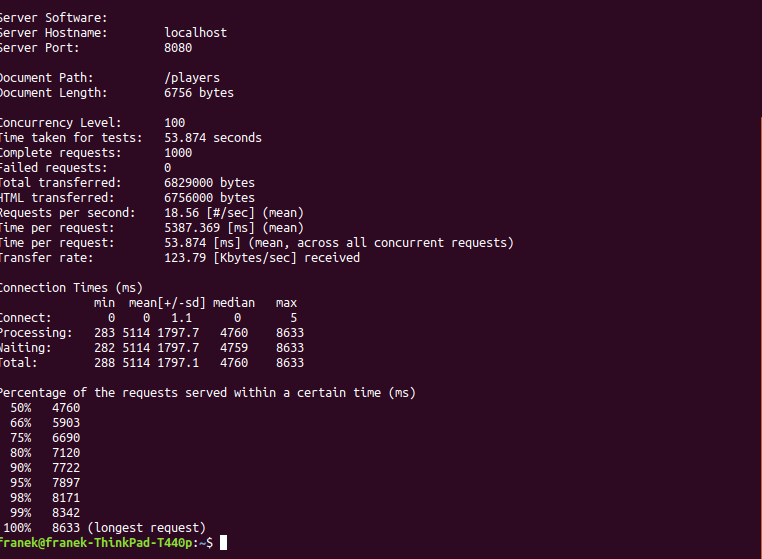 Server Software:
Server Hostname:        localhost
Server Port:            8080

Document Path:          /players
Document Length:        6756 bytes

Concurrency Level:      100
Time taken for tests:   53.874 seconds
Complete requests:      1000
Failed requests:        0
Total transferred:      6829000 bytes
HTML transferred:       6756000 bytes
Requests per second:    18.56 [#/sec] (mean)
Time per request:       5387.369 [ms] (mean)
Time per request:       53.874 [ms] (mean, across all concurrent requests)
Transfer rate:          123.79 [Kbytes/sec] received

Connection Times (ms)
              min  mean[+/-sd] median   max
Connect:        0    0   1.1      0       5
Processing:   283 5114 1797.7   4760    8633
Waiting:      282 5114 1797.7   4759    8633
Total:        288 5114 1797.1   4760    8633

Percentage of the requests served within a certain time (ms)
  50%   4760
  66%   5903
  75%   6690
  80%   7120
  90%   7722
  95%   7897
  98%   8171
  99%   8342
 100%   8633 (longest request)
franek@franek-ThinkPad-T440p:~$